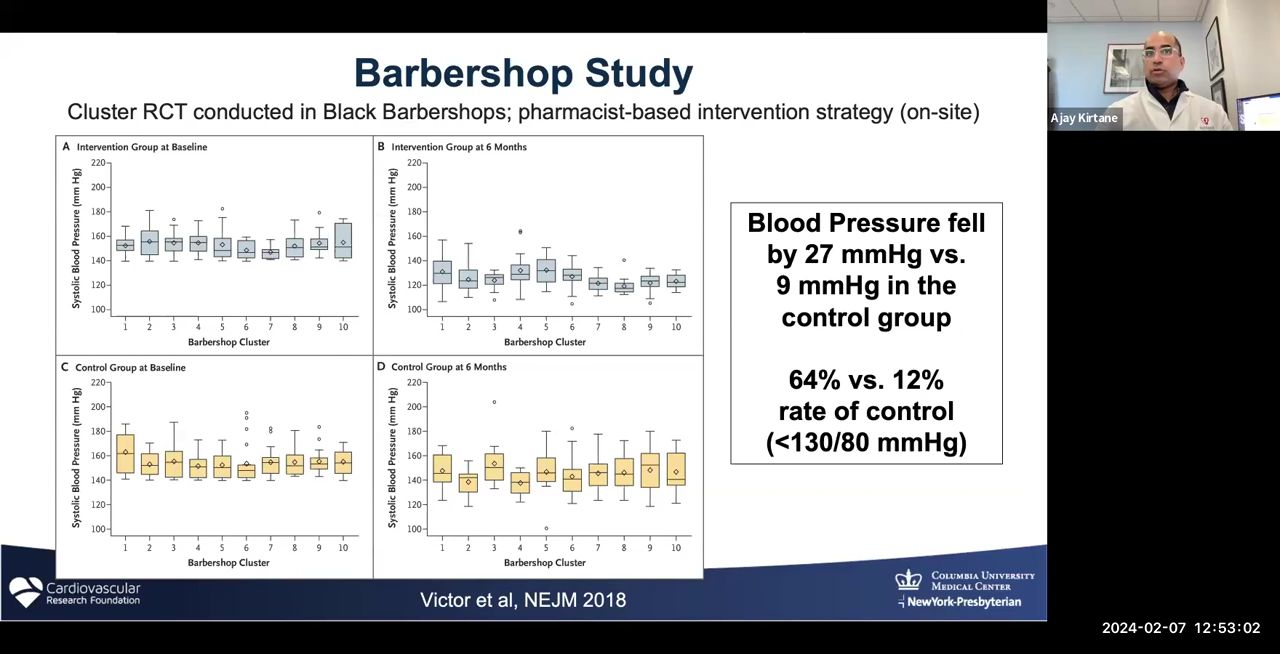 Barbershop Study
Cluster RCT conducted in Black Barbershops; pharmacist-based intervention strategy (on-site)
A Intervention Group at Baseline
Systolic Blood Pressure (mm Hg)
220
200
180
160
140
120
100
1 2 3 4 5 6 7 8 9 10
Barbershop Cluster
B Intervention Group at 6 Months
Systolic Blood Pressure (mm Hg)
220
200
180
160
140
120
100
1 2 3 4 5 6 7 8 9 10
Barbershop Cluster
C Control Group at Baseline
Systolic Blood Pressure (mm Hg)
220
200
180
160
140
120
100
1 2 3 4 5 6 7 8 9 10
Barbershop Cluster
D Control Group at 6 Months
Systolic Blood Pressure (mm Hg)
220
200
180
160
140
120
100
1 2 3 4 5 6 7 8 9 10
Barbershop Cluster
Blood Pressure fell
by 27 mmHg vs.
9 mmHg in the
control group
64% vs. 12%
rate of control
(<130/80 mmHg)
Ajay Kirtane
Cardiovascular
Research Foundation
Victor et al, NEJM 2018
COLUMBIA UNIVERSITY
MEDICAL CENTER
NewYork-Presbyterian
2024-02-07 12:53:02